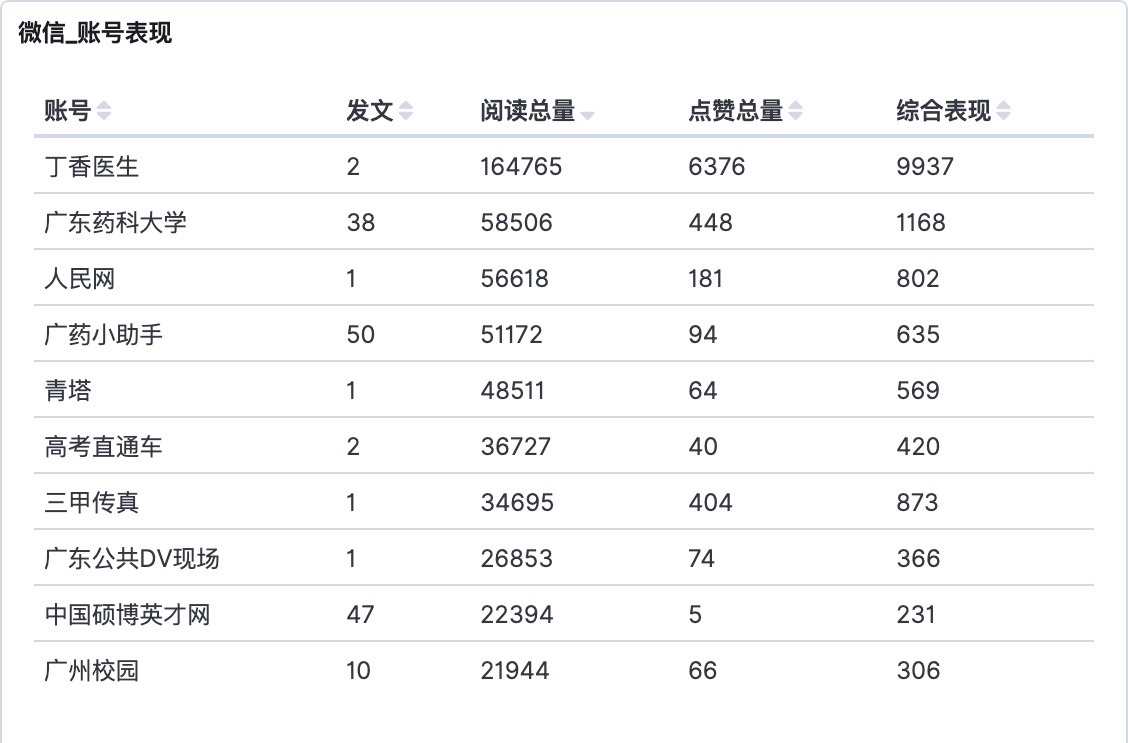 微信_账号表现
账号 发文 阅读总量 点赞总量 综合表现
丁香医生 2 164765 6376 9937
广东药科大学 38 58506 448 1168
人民网 1 56618 181 802
广药小助手 50 51172 94 635
青塔 1 48511 64 569
高考直通车 2 36727 40 420
三甲传真 1 34695 404 873
广东公共DV现场 1 26853 74 366
中国硕博英才网 47 22394 5 231
广州校园 10 21944 66 306